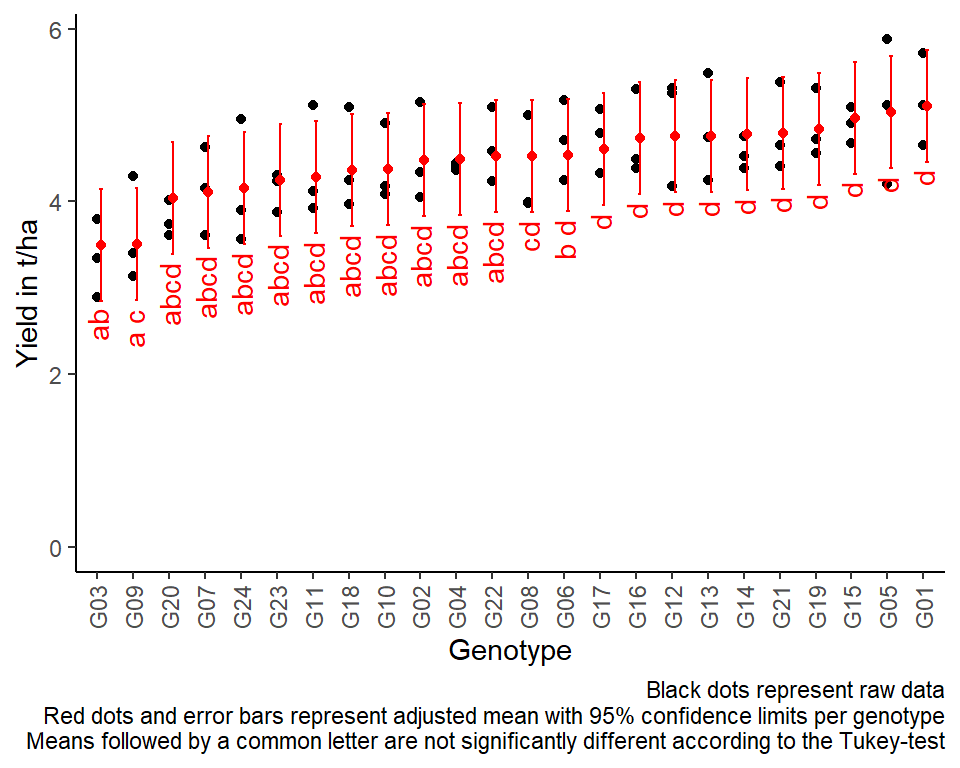 6
4
2
0
Yield in t/ha
ab
a c
abcd
abcd
abcd
abcd
abcd
abcd
abcd
abcd
abcd
abcd
cd
b d
d
d
d
d
d
d
d
d
d
d
G03
G09
G20
G07
G24
G23
G11
G18
G10
G02
G04
G22
G08
G06
G17
G16
G12
G13
G14
G21
G19
G15
G05
G01
Genotype
Black dots represent raw data
Red dots and error bars represent adjusted mean with 95% confidence limits per genotype
Means followed by a common letter are not significantly different according to the Tukey-test